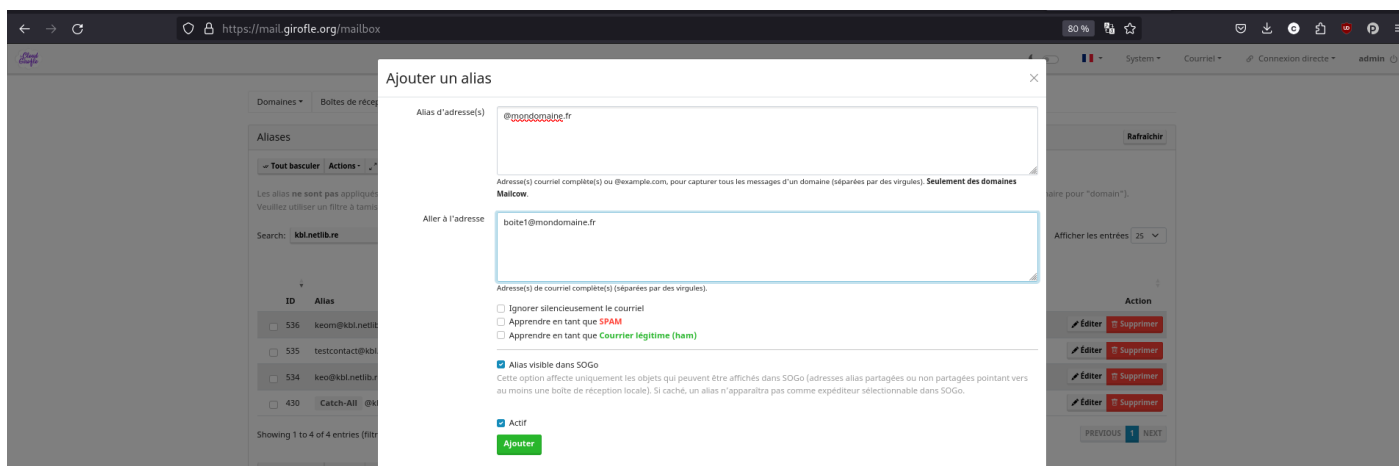 https://mail.girofle.org/mailbox
80 %
Cloud Girofle
System
Courriel
Connexion directe
admin
Ajouter un alias
Domaines
Boîtes de récep
Alias d'adresse(s)
@mondomaine.fr
Aliases
Rafraîchir
Tout basculer
Actions
Adresse(s) courriel complète(s) ou @example.com, pour capturer tous les messages d'un domaine (séparées par des virgules). Seulement des domaines
Mailcow.
Les alias ne sont pas appliqués
aire pour "domain").
Veuillez utiliser un filtre à tamis
Aller à l'adresse
boite1@mondomaine.fr
Search:
kbl.netlib.re
Afficher les entrées
25
Adresse(s) de courriel complète(s) (séparées par des virgules).
ID
Alias
Action
Ignorer silencieusement le courriel
Apprendre en tant que SPAM
Apprendre en tant que Courrier légitime (ham)
536
keom@kbl.netlib
Éditer
Supprimer
535
testcontact@kbl.
Éditer
Supprimer
Alias visible dans SOGo
Cette option affecte uniquement les objets qui peuvent être affichés dans SOGo (adresses alias partagées ou non partagées pointant vers
au moins une boîte de réception locale). Si caché, un alias n'apparaîtra pas comme expéditeur sélectionnable dans SOGo.
534
keo@kbl.netlib.r
Éditer
Supprimer
430
Catch-All
@kl
Éditer
Supprimer
Actif
Showing 1 to 4 of 4 entries (filtr
PREVIOUS
1
NEXT
Ajouter